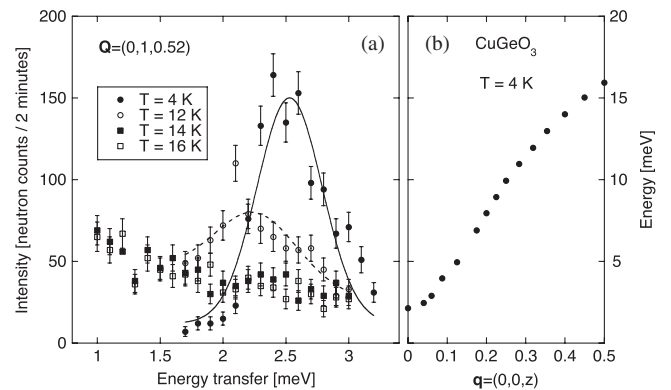 200
150
100
50
0
Intensity [neutron counts / 2 minutes]
Q=(0,1,0.52)
(a)
T = 4 K
T = 12 K
T = 14 K
T = 16 K
1
1.5
2
2.5
3
Energy transfer [meV]
(b)
CuGeO3
T = 4 K
20
15
10
5
0
Energy [meV]
0
0.1
0.2
0.3
0.4
0.5
q=(0,0,z)